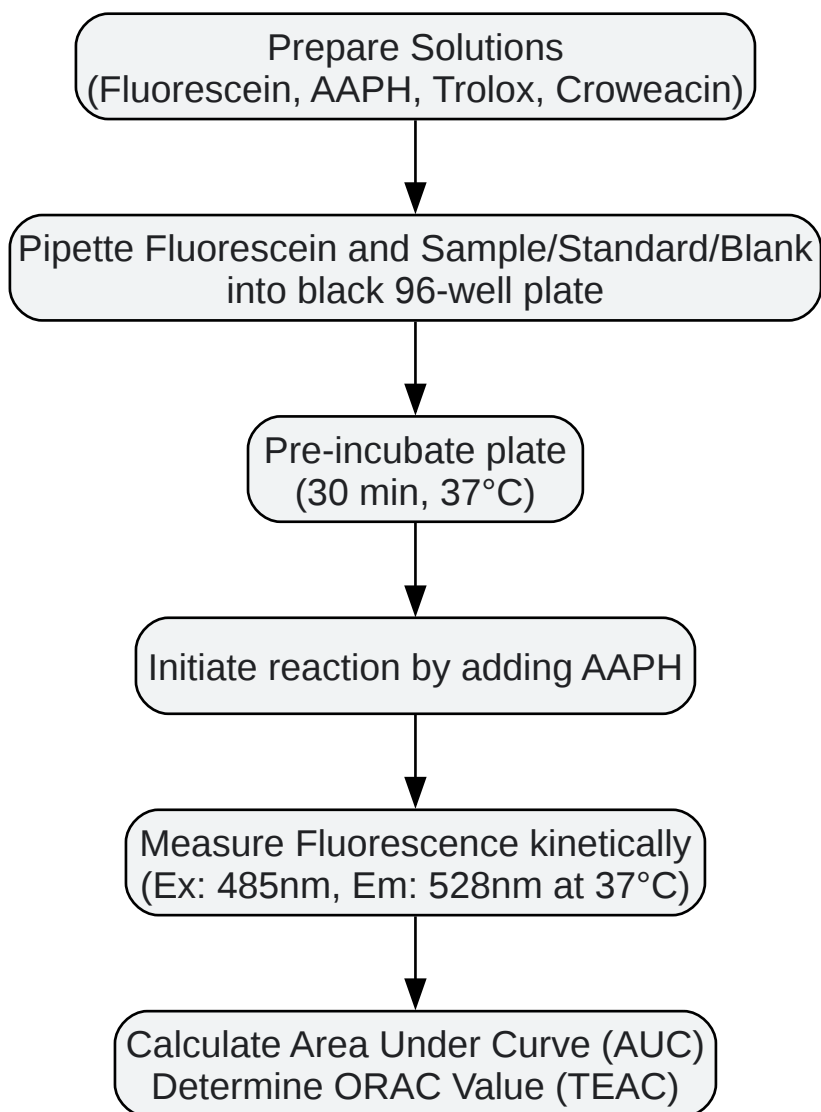 Prepare Solutions
(Fluorescein, AAPH, Trolox, Croweacin)
Pipette Fluorescein and Sample/Standard/Blank
into black 96-well plate
Pre-incubate plate
(30 min, 37°C)
Initiate reaction by adding AAPH
Measure Fluorescence kinetically
(Ex: 485nm, Em: 528nm at 37°C)
Calculate Area Under Curve (AUC)
Determine ORAC Value (TEAC)